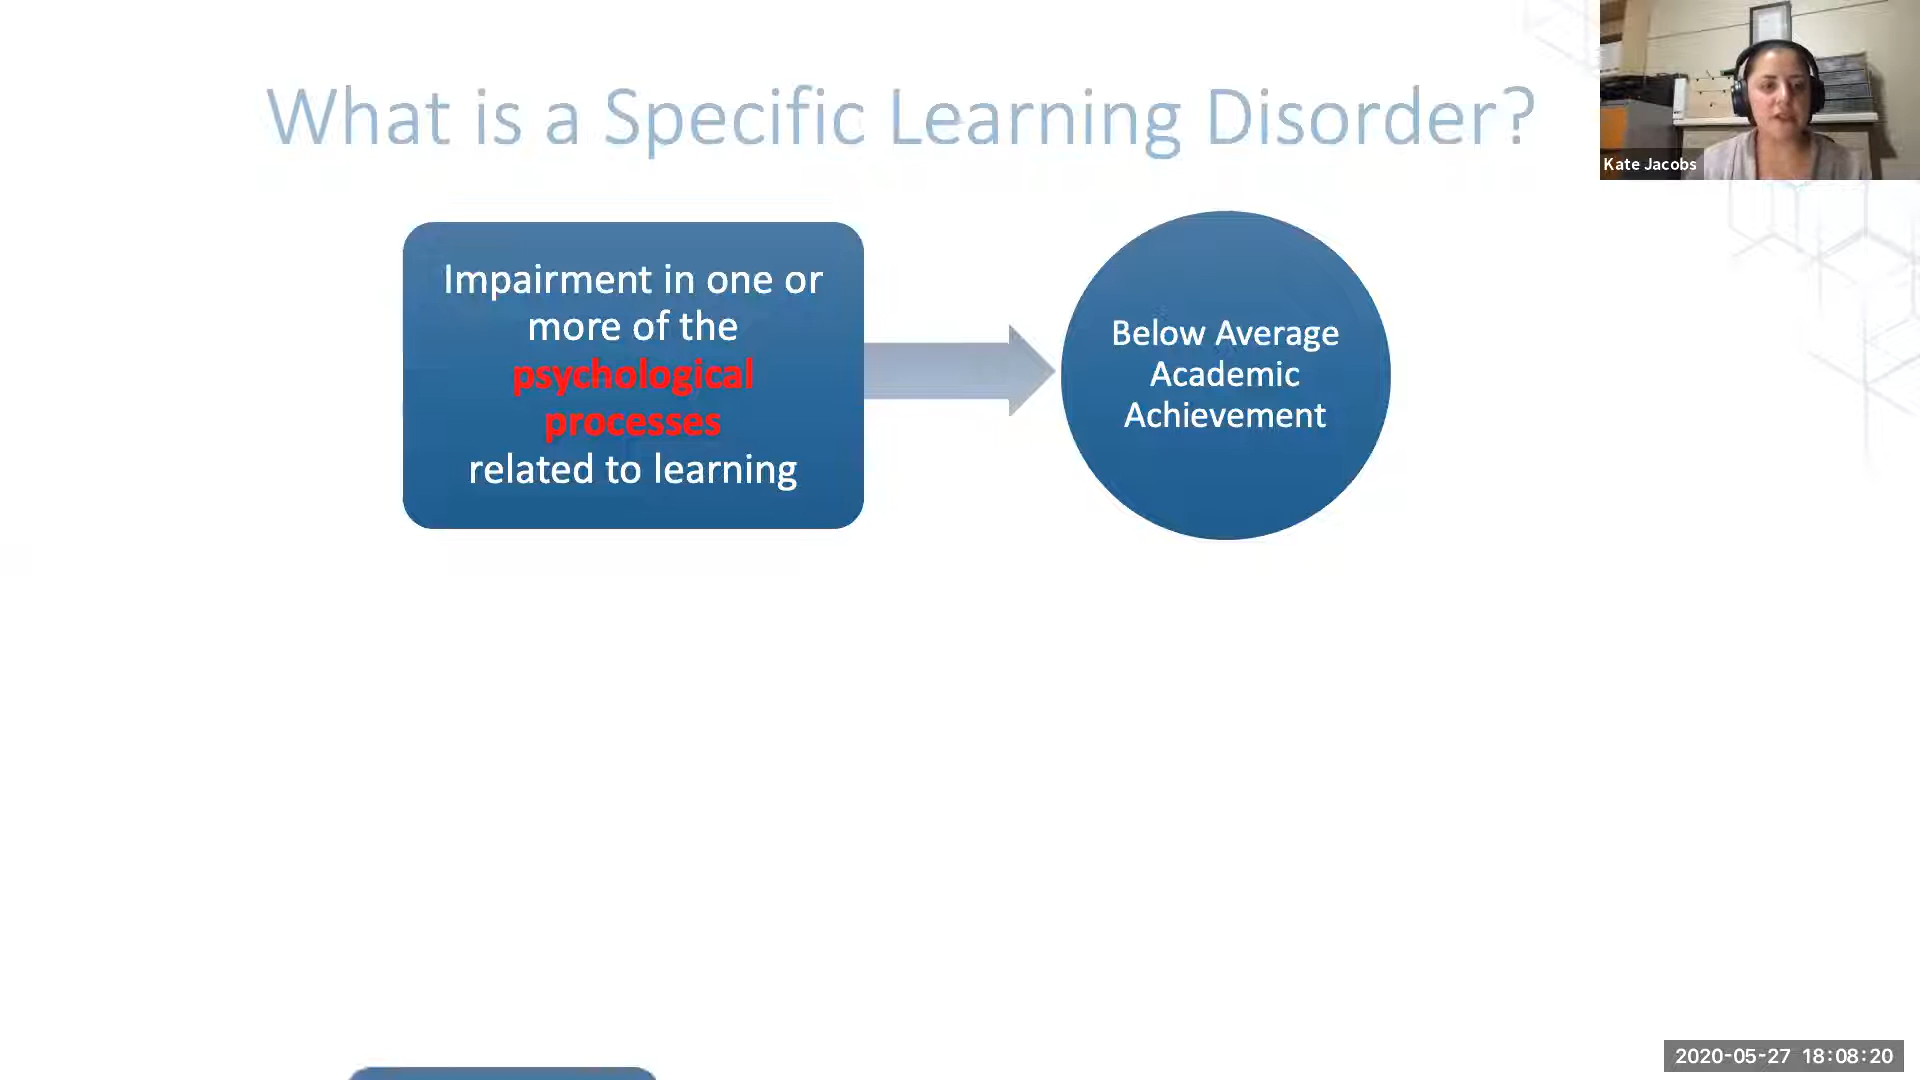 What is a Specific Learning Disorder?
Kate Jacobs
Impairment in one or
more of the
psychological
processes
related to learning
Below Average
Academic
Achievement
2020-05-27 18:08:20